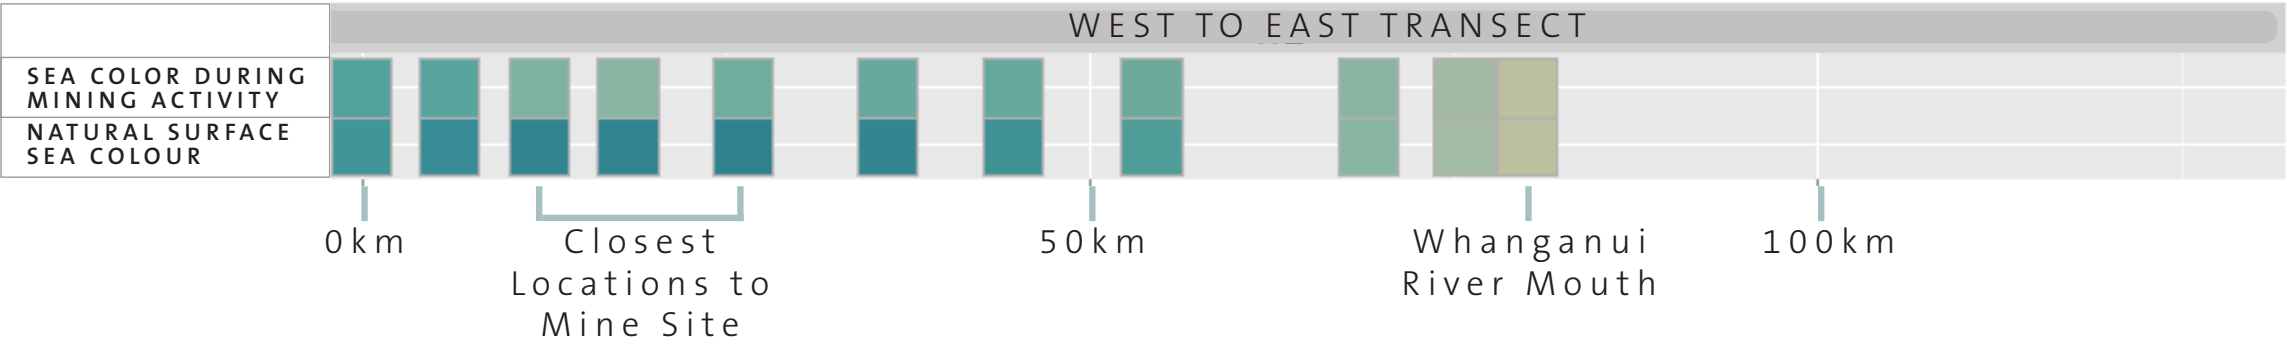 WEST TO EAST TRANSECT
SEA COLOR DURING
MINING ACTIVITY
NATURAL SURFACE
SEA COLOUR
0km
Closest
Locations to
Mine Site
50km
Whanganui
River Mouth
100km